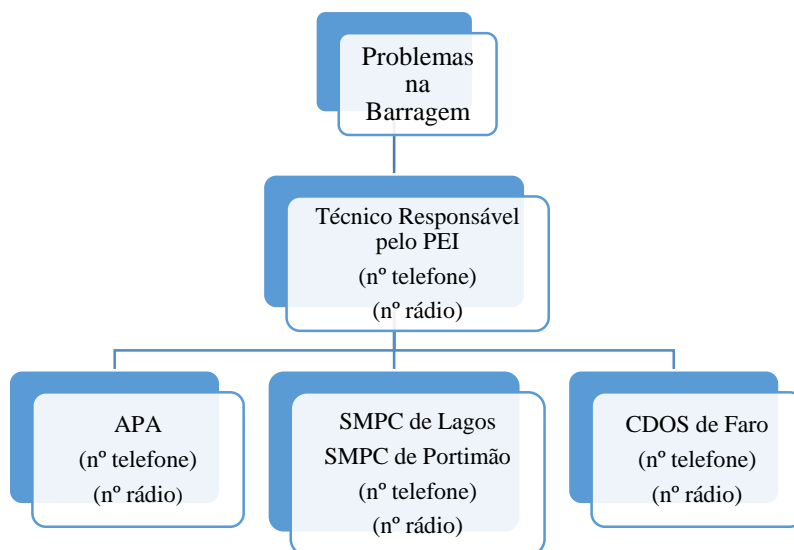 Problemas
na
Barragem
Técnico Responsável
pelo PEI
(nº telefone)
(nº rádio)
APA
(nº telefone)
(nº rádio)
SMPC de Lagos
SMPC de Portimão
(nº telefone)
(nº rádio)
CDOS de Faro
(nº telefone)
(nº rádio)